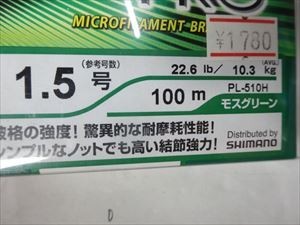 PRO
MICROFILAMENT BRA
¥1780
1.5号
(参考号数)
22.6 lb/ 10.3 kg
(AVG.)
100 m
PL-510H
モスグリーン
破格の強度！驚異的な耐摩耗性能！
シンプルなノットでも高い結節強力！
Distributed by
SHIMANO